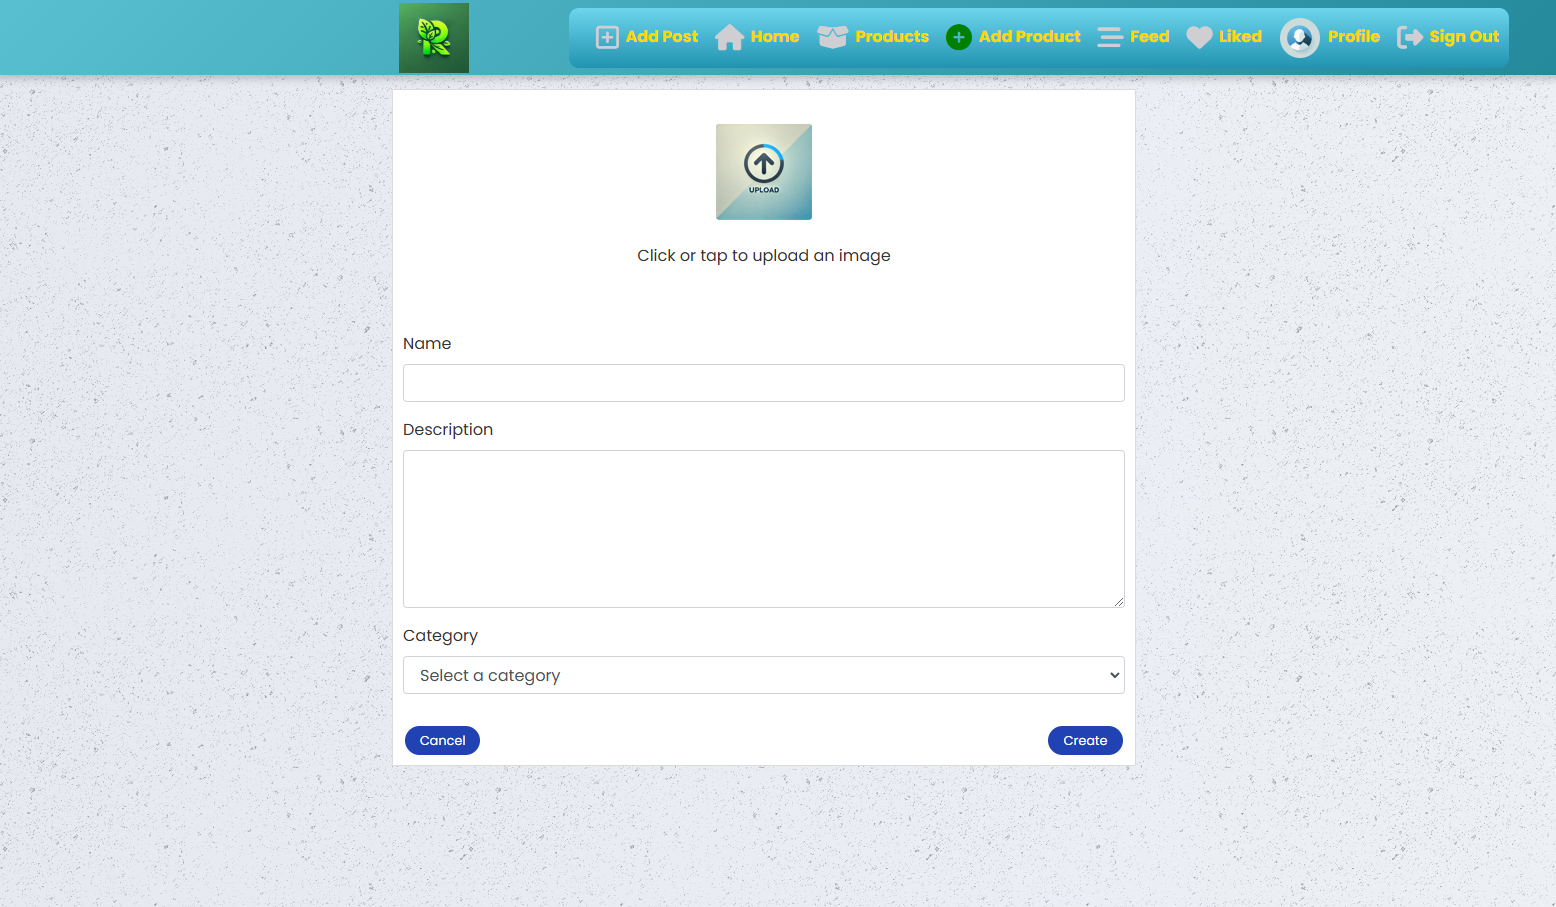 Add Post Home Products Add Product Feed Liked Profile Sign Out
UPLOAD
Click or tap to upload an image
Name
Description
Category
Select a category
Cancel Create